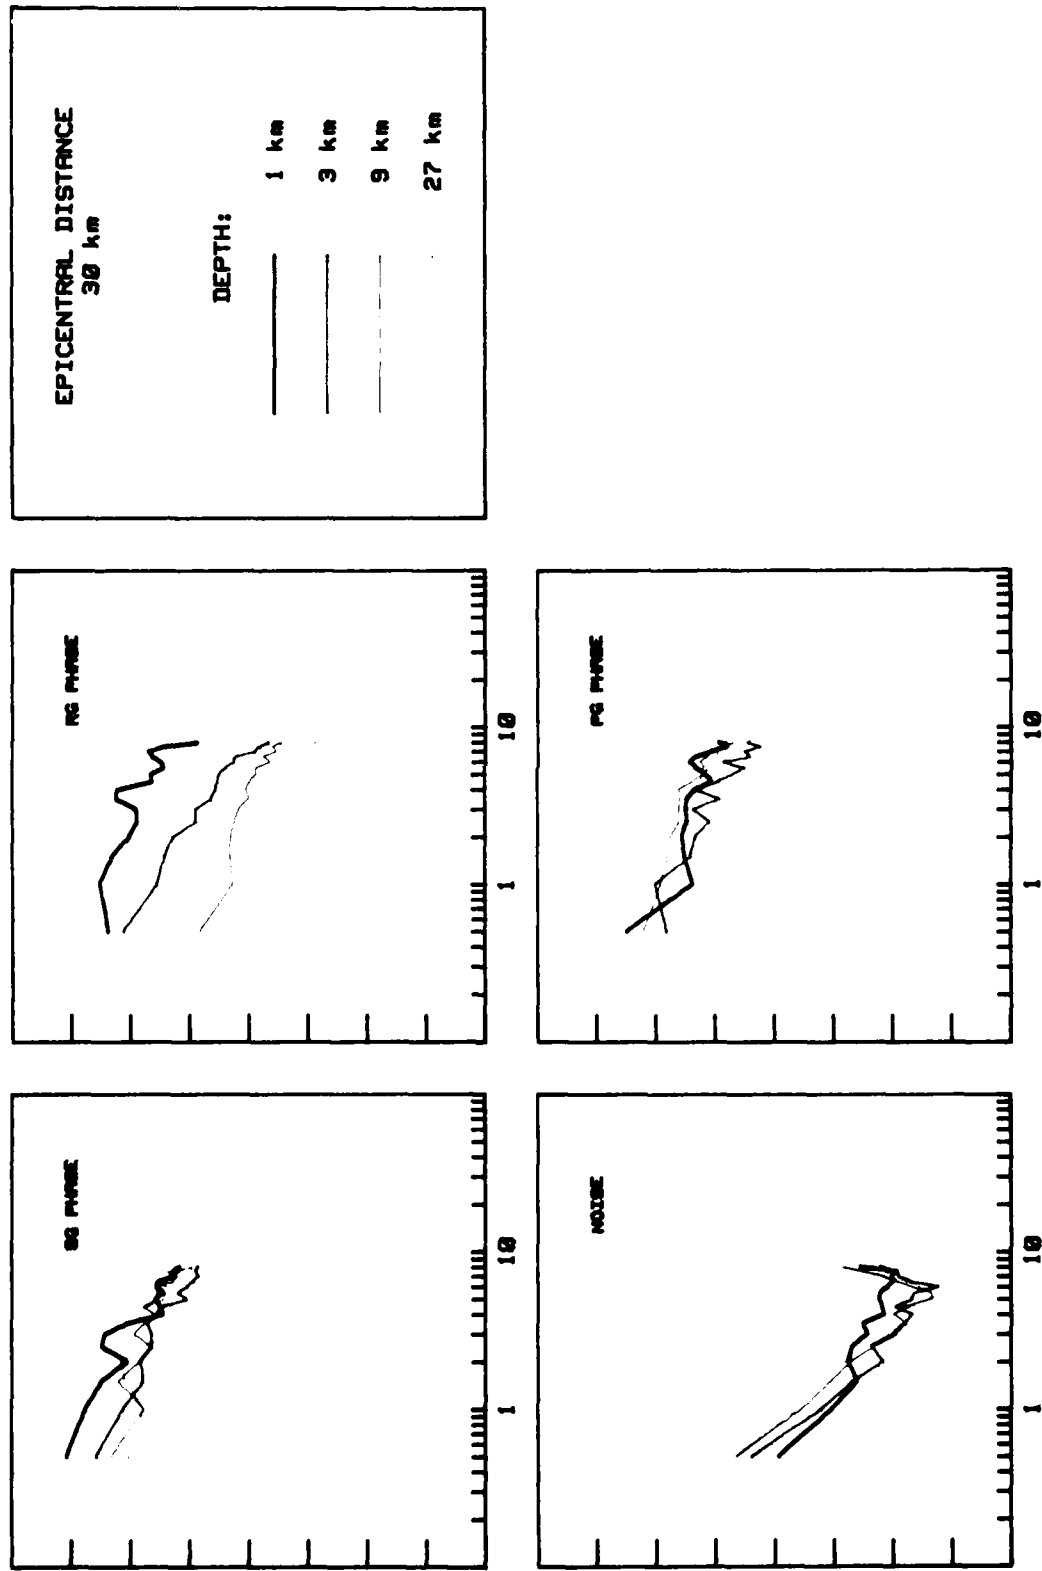 EPICENTRAL DISTANCE
30 km
DEPTH:
1 km
3 km
9 km
27 km
SG PHASE
1
10
RG PHASE
1
10
NOISE
1
10
PG PHASE
1
10